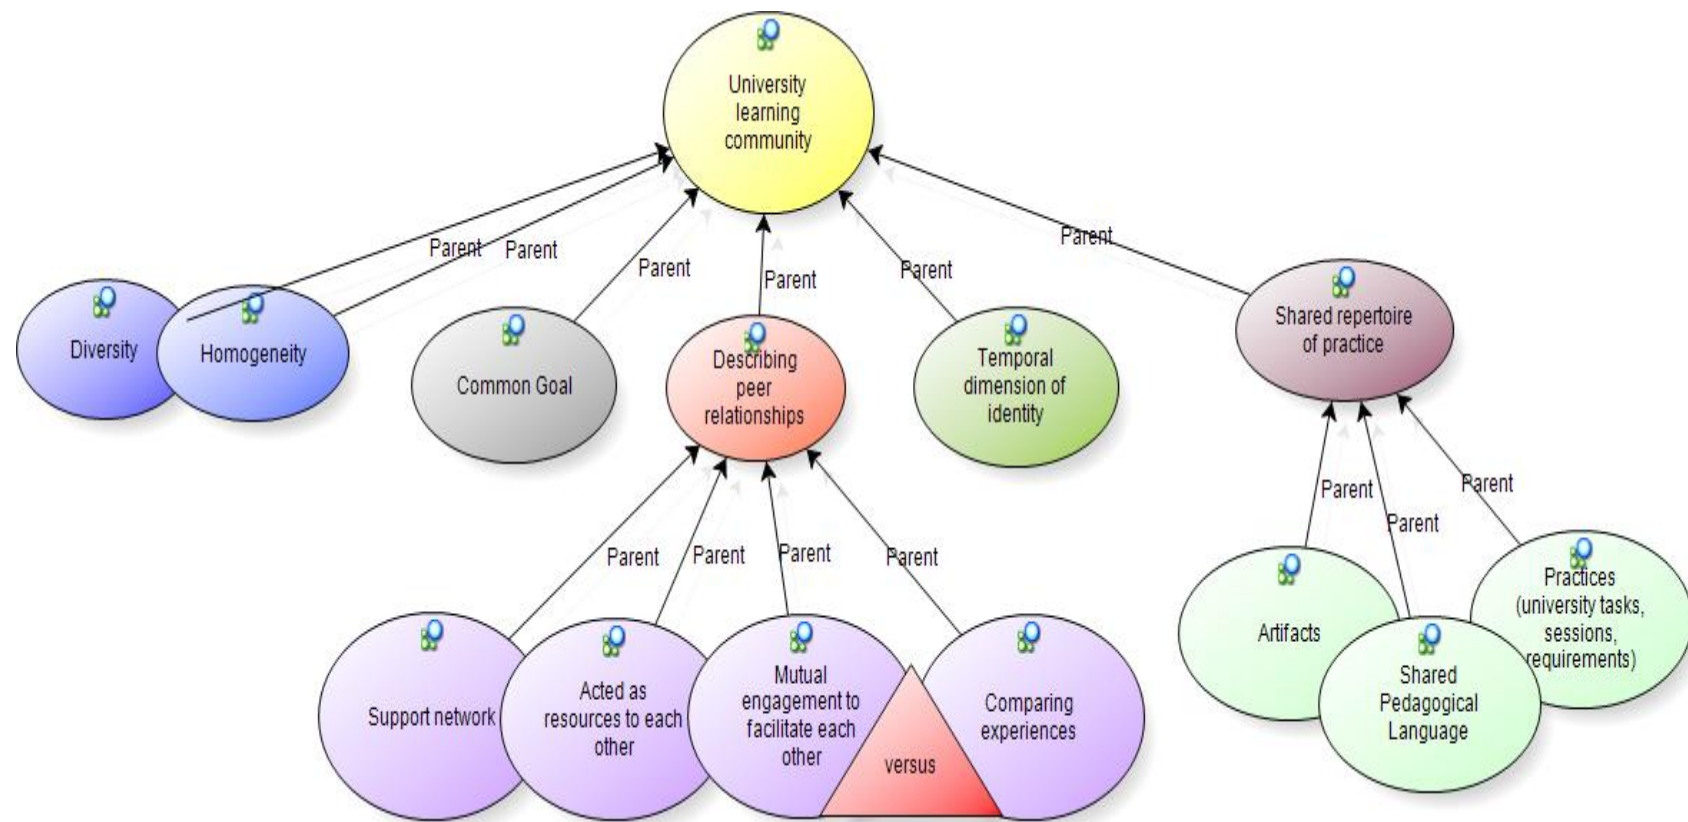 University
learning
community
Parent
Parent
Parent
Parent
Parent
Parent
Diversity
Homogeneity
Common Goal
Describing
peer
relationships
Temporal
dimension of
identity
Shared repertoire
of practice
Parent
Parent
Parent
Parent
Parent
Parent
Parent
Support network
Acted as
resources to each
other
Mutual
engagement to
facilitate each
other
versus
Comparing
experiences
Artifacts
Shared
Pedagogical
Language
Practices
(university tasks,
sessions,
requirements)